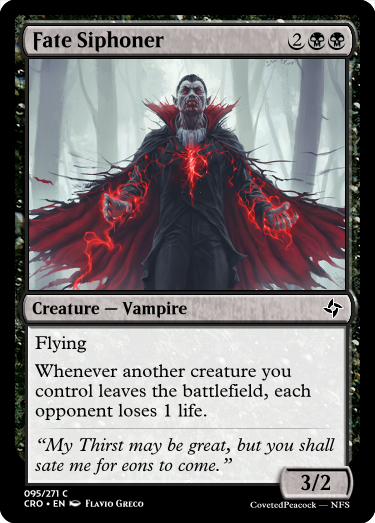 Fate Siphoner 2
Creature — Vampire
Flying
Whenever another creature you
control leaves the battlefield, each
opponent loses 1 life.
“My Thirst may be great, but you shall
sate me for eons to come.”
3/2
095/271 C
CRO • EN Flavio Greco
CovetedPeacock — NFS